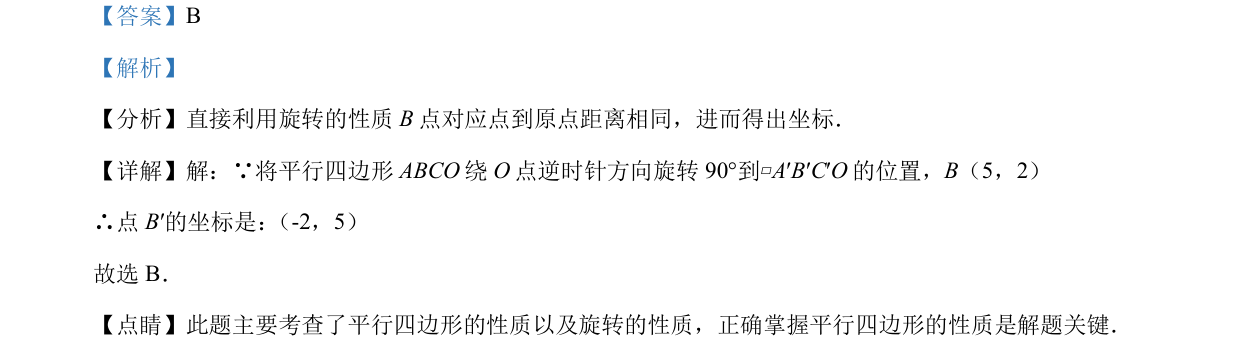 【答案】B
【解析】
【分析】直接利用旋转的性质 B 点对应点到原点距离相同，进而得出坐标．
【详解】解：∵将平行四边形 ABCO 绕 O 点逆时针方向旋转 90°到▱A′B′C′O 的位置，B（5，2）
∴点 B′的坐标是：（-2，5）
故选 B．
【点睛】此题主要考查了平行四边形的性质以及旋转的性质，正确掌握平行四边形的性质是解题关键．